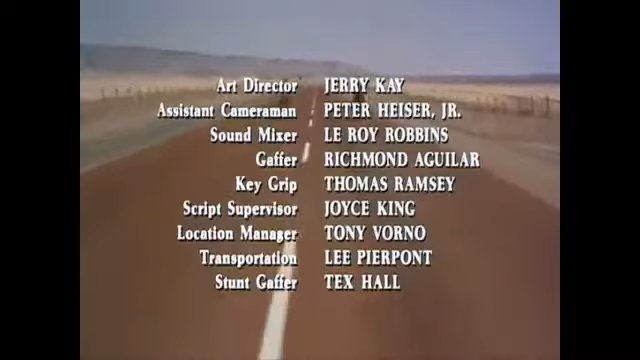 Art Director JERRY KAY
Assistant Cameraman PETER HEISER, JR.
Sound Mixer LE ROY ROBBINS
Gaffer RICHMOND AGUILAR
Key Grip THOMAS RAMSEY
Script Supervisor JOYCE KING
Location Manager TONY VORNO
Transportation LEE PIERPONT
Stunt Gaffer TEX HALL